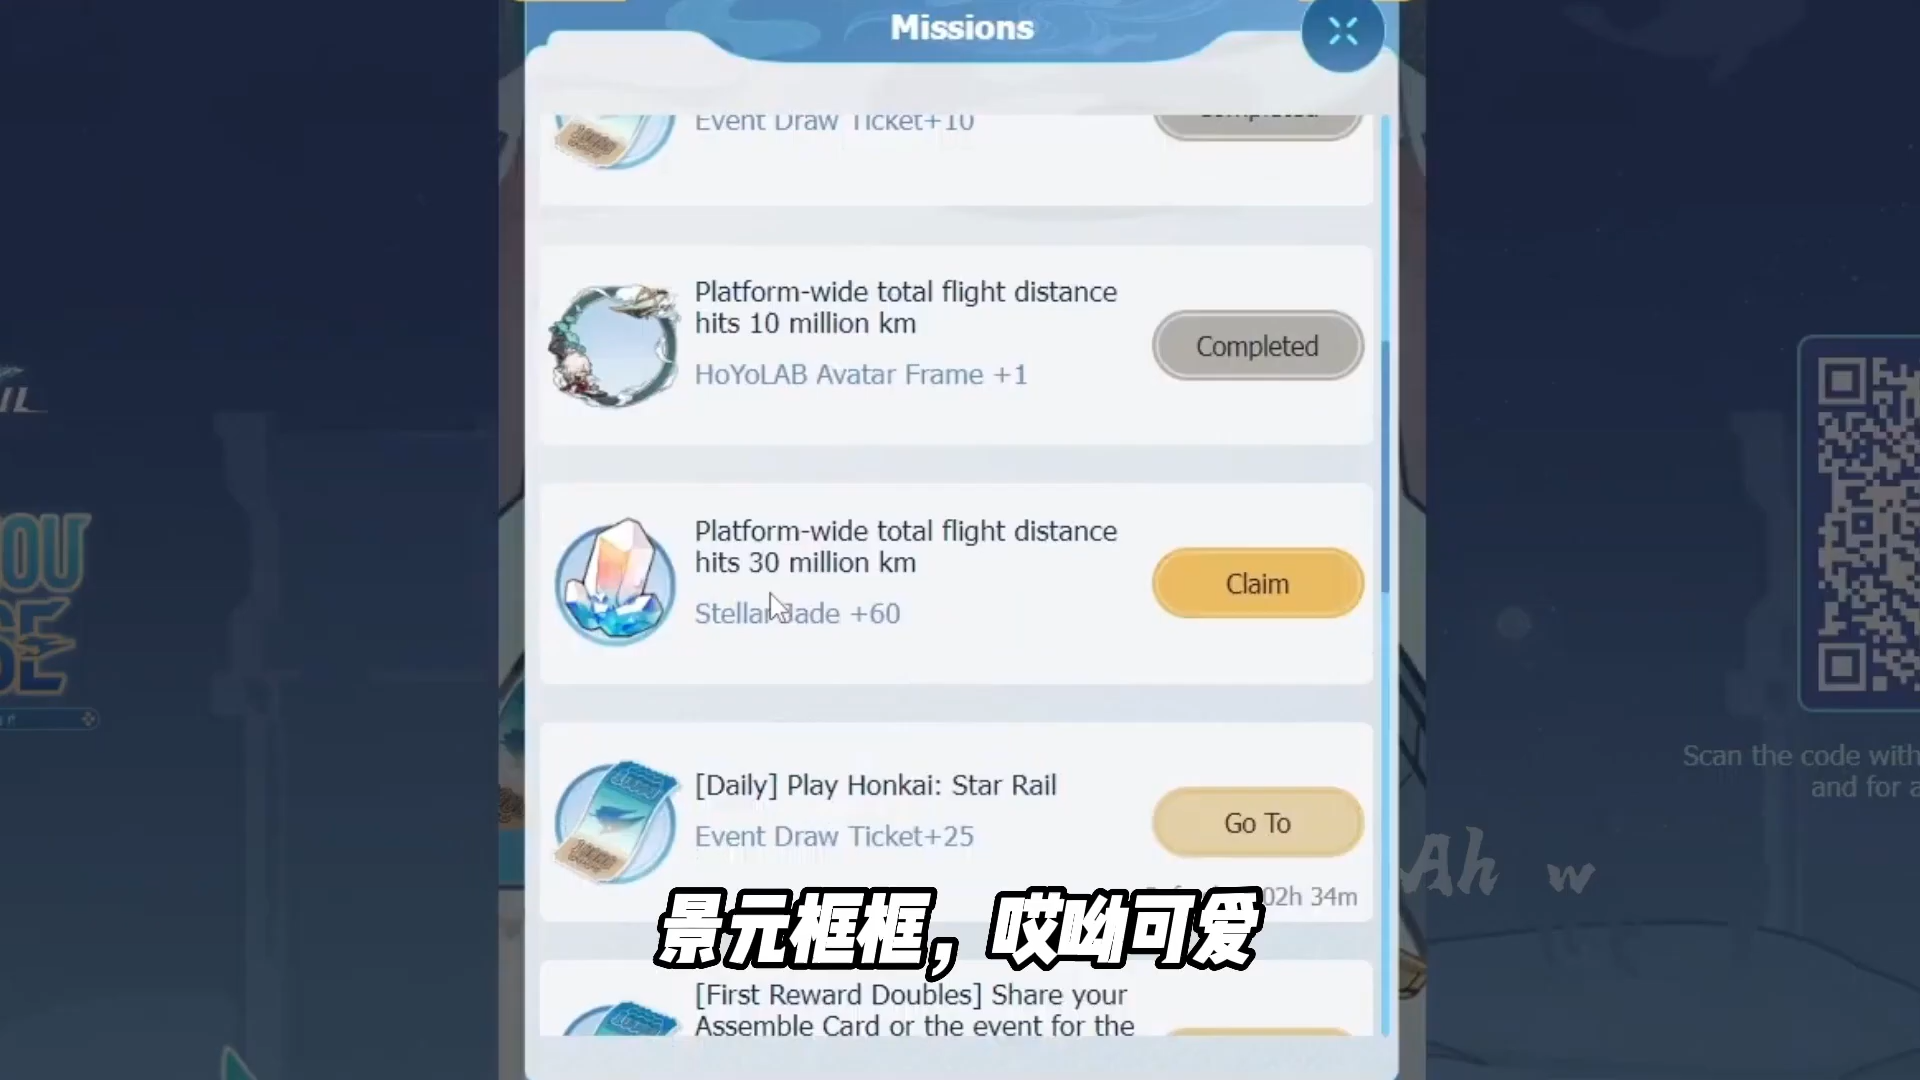 Missions
Event Draw Ticket+10
Completed
Platform-wide total flight distance
hits 10 million km
HoYoLAB Avatar Frame +1
Completed
Platform-wide total flight distance
hits 30 million km
Stellar Jade +60
Claim
[Daily] Play Honkai: Star Rail
Event Draw Ticket+25
Go To
02h 34m
景元框框，哎呦可爱
[First Reward Doubles] Share your
Assemble Card or the event for the
Scan the code with
and for a
Ah w